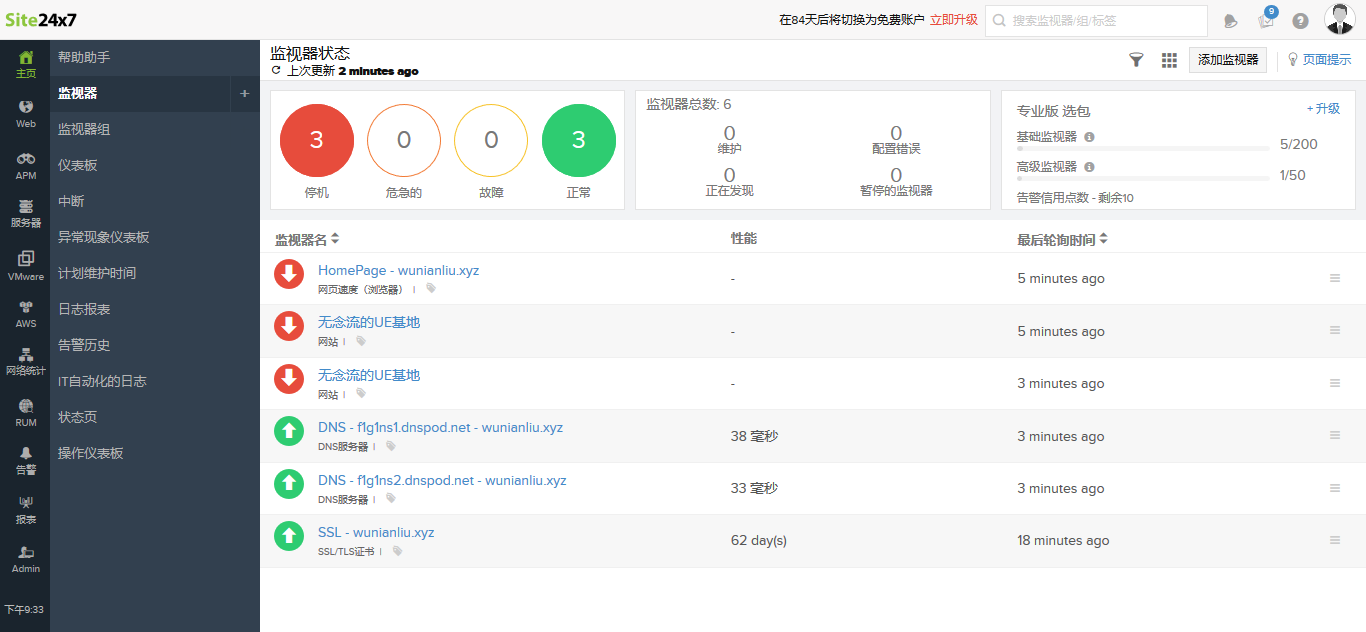 Site24x7
在84天后将切换为免费账户 立即升级
搜索监视器/组/标签
9
主页
Web
APM
服务器
VMware
AWS
网络统计
RUM
告警
报表
Admin
下午9:33
帮助助手
监视器 +
监视器组
仪表板
中断
异常现象仪表板
计划维护时间
日志报表
告警历史
IT自动化的日志
状态页
操作仪表板
监视器状态
上次更新 2 minutes ago
添加监视器
页面提示
3 停机
0 危急的
0 故障
3 正常
监视器总数: 6
0 维护
0 配置错误
0 正在发现
0 暂停的监视器
专业版 选包 + 升级
基础监视器 5/200
高级监视器 1/50
告警信用点数 - 剩余10
监视器名 性能 最后轮询时间
HomePage - wunianliu.xyz - 5 minutes ago
网页速度（浏览器）
无念流的UE基地 - 5 minutes ago
网站
无念流的UE基地 - 3 minutes ago
网站
DNS - f1g1ns1.dnspod.net - wunianliu.xyz 38 毫秒 3 minutes ago
DNS服务器
DNS - f1g1ns2.dnspod.net - wunianliu.xyz 33 毫秒 3 minutes ago
DNS服务器
SSL - wunianliu.xyz 62 day(s) 18 minutes ago
SSL/TLS证书